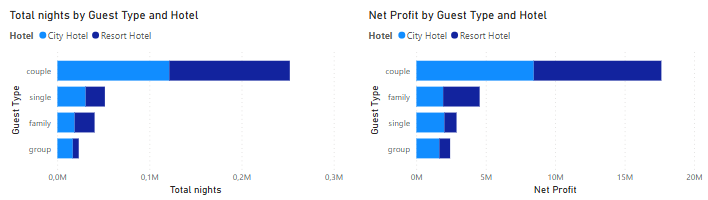 Total nights by Guest Type and Hotel
Hotel City Hotel Resort Hotel
Guest Type
couple
single
family
group
0,0M 0,1M 0,2M 0,3M
Total nights
Net Profit by Guest Type and Hotel
Hotel City Hotel Resort Hotel
Guest Type
couple
family
single
group
0M 5M 10M 15M 20M
Net Profit